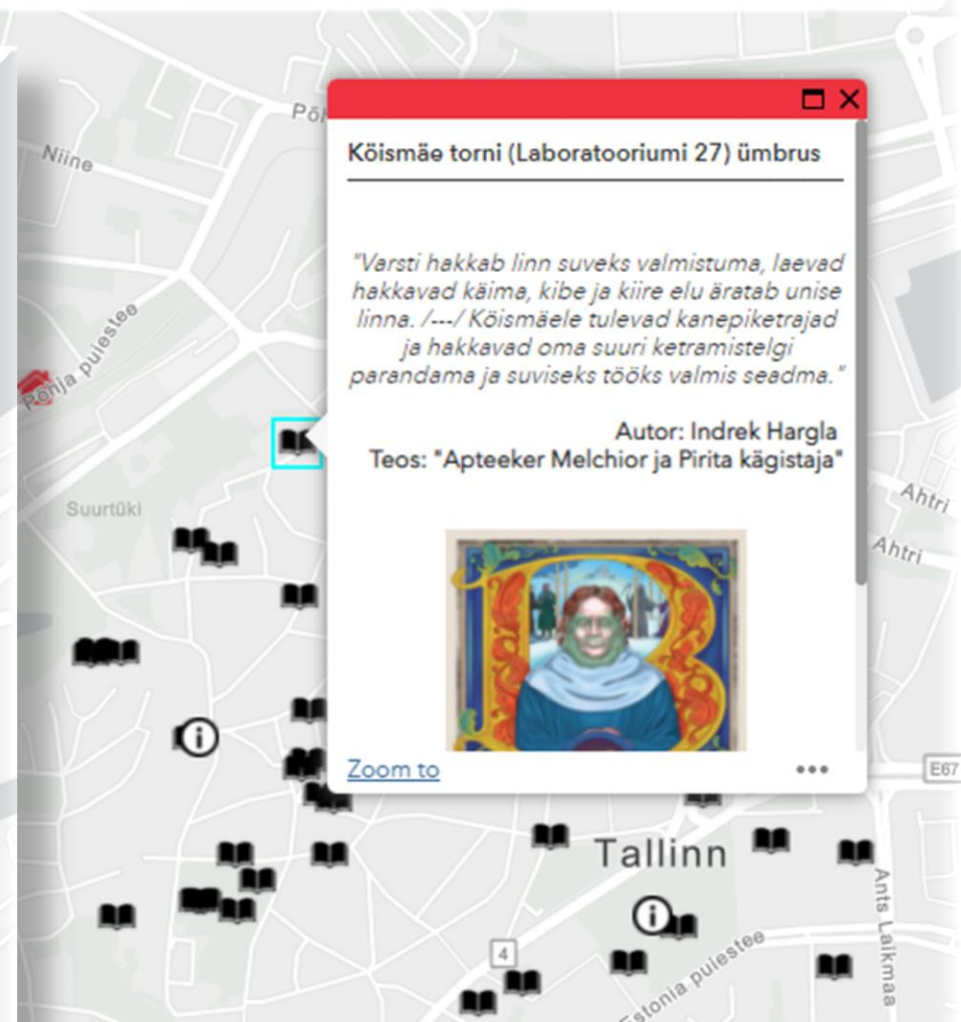 Põh
Niine
Põhja puiestee
Suurtüki
Köismäe torni (Laboratooriumi 27) ümbrus
"Varsti hakkab linn suveks valmistuma, laevad
hakkavad käima, kibe ja kiire elu äratab unise
linna. /---/ Köismäele tulevad kanepiketrajad
ja hakkavad oma suuri ketramistelgi
parandama ja suviseks tööks valmis seadma."
Autor: Indrek Hargla
Teos: "Apteeker Melchior ja Pirita kägistaja"
Zoom to
Ahtri
Ahtri
E67
Tallinn
Ants Laikmaa
4
Estonia puiestee